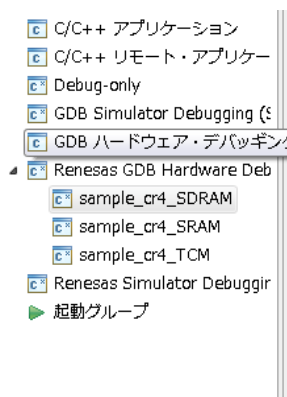 C/C++ アプリケーション
C/C++ リモート・アプリケー
Debug-only
GDB Simulator Debugging (
GDB ハードウェア・デバッギング
Renesas GDB Hardware Deb
sample_cr4_SDRAM
sample_cr4_SRAM
sample_cr4_TCM
Renesas Simulator Debuggin
起動グループ